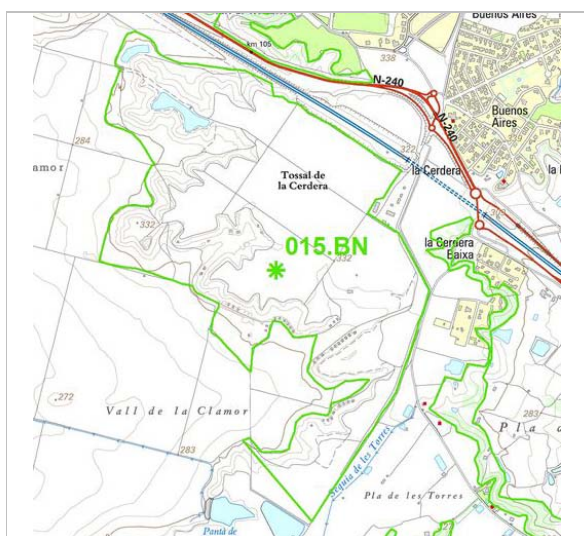 Buenos Aires
km 105
338
N-240
N-240
Buenos
Aires
284
322
Tossal de
la Cerdera
la Cerdera
332
015.BN
332
la Cerdera
Baixa
272
Vall de la Clamor
283
283
Pla d
Sèquia de les Torres
Pla de les Torres
Pantà de